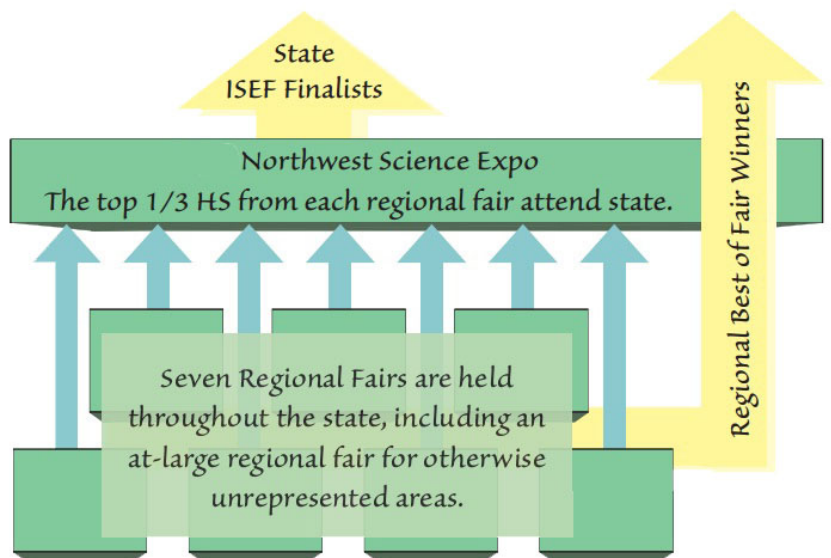 State
ISEF Finalists
Northwest Science Expo
The top 1/3 HS from each regional fair attend state.
Regional Best of Fair Winners
Seven Regional Fairs are held
throughout the state, including an
at-large regional fair for otherwise
unrepresented areas.